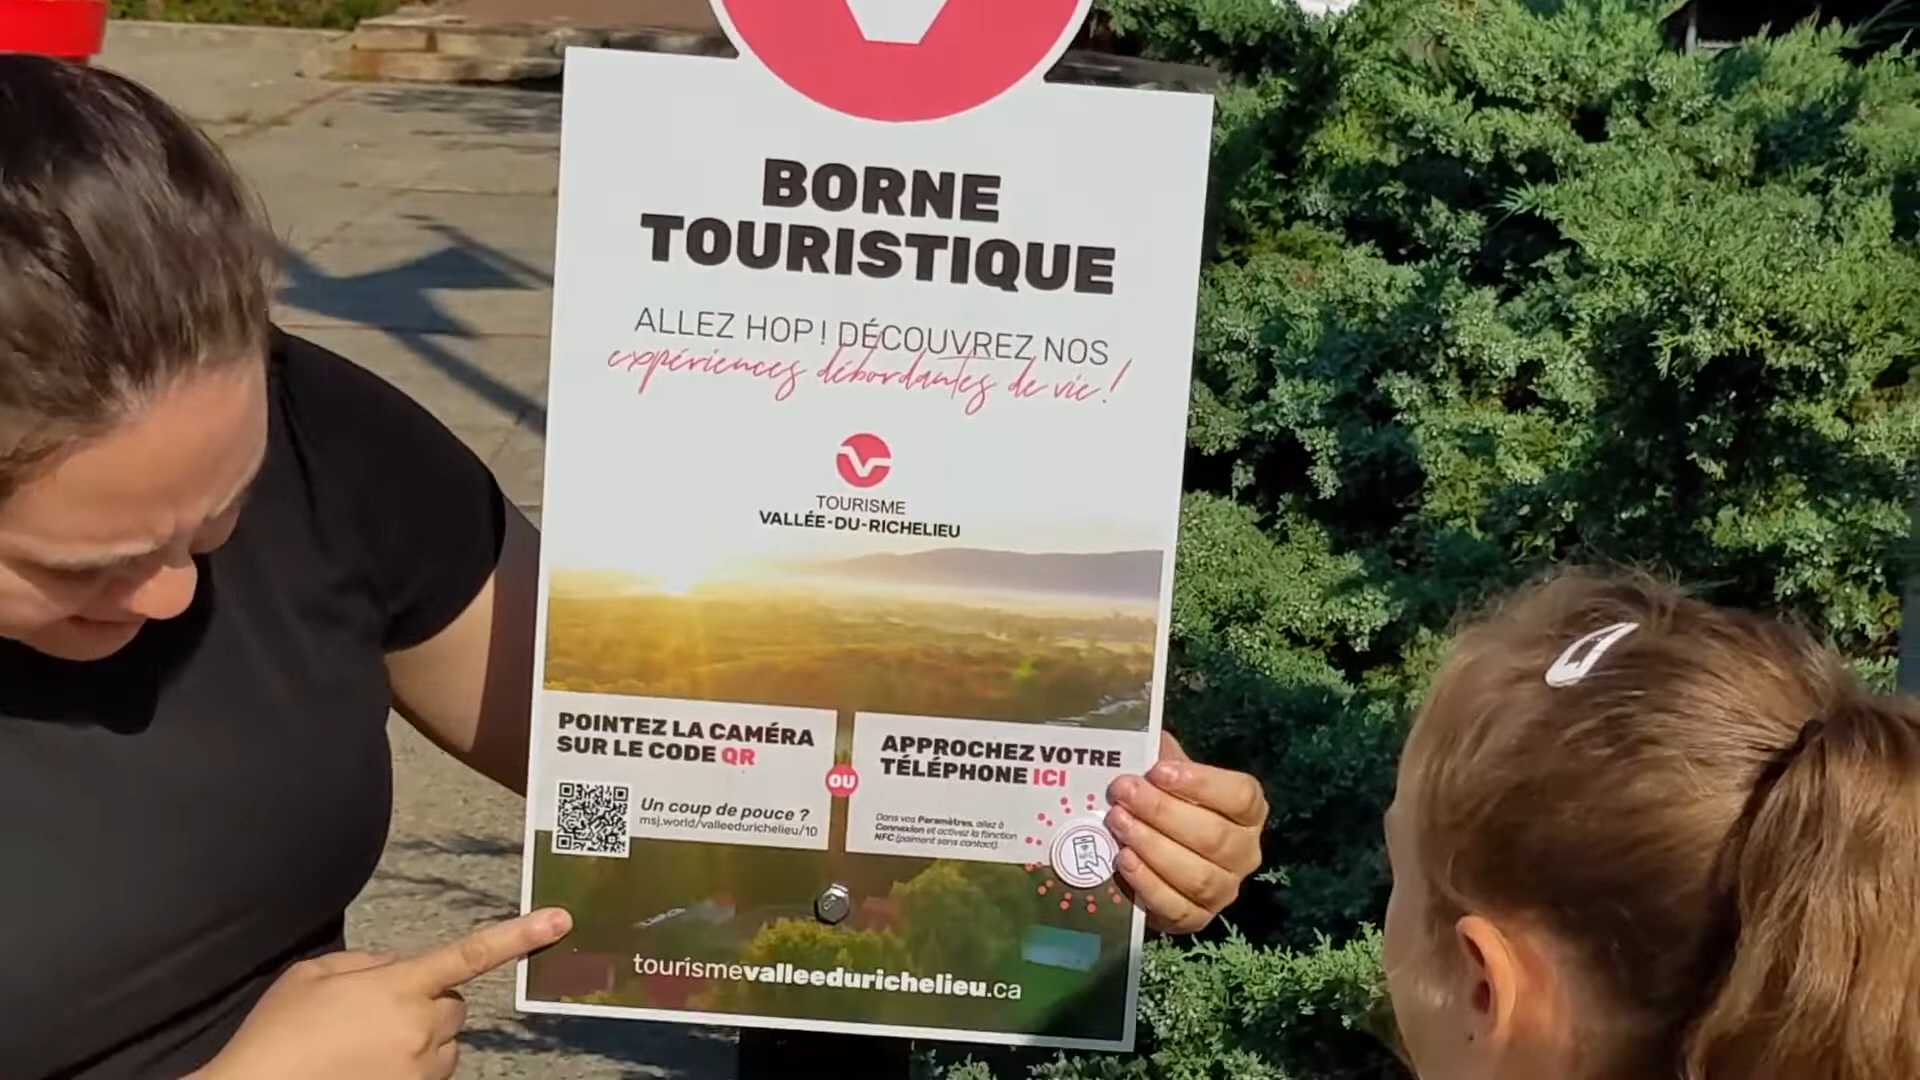 BORNE
TOURISTIQUE
ALLEZ HOP ! DÉCOUVREZ NOS
expériences débordantes de vie !
TOURISME
VALLÉE-DU-RICHELIEU
POINTEZ LA CAMÉRA
SUR LE CODE QR
Un coup de pouce ?
msj.world/valleedurichelieu/10
OU
APPROCHEZ VOTRE
TÉLÉPHONE ICI
Dans vos Paramètres, allez à
Connexion et activez la fonction
NFC (paiment sans contact).
NFC
tourismevalleedurichelieu.ca